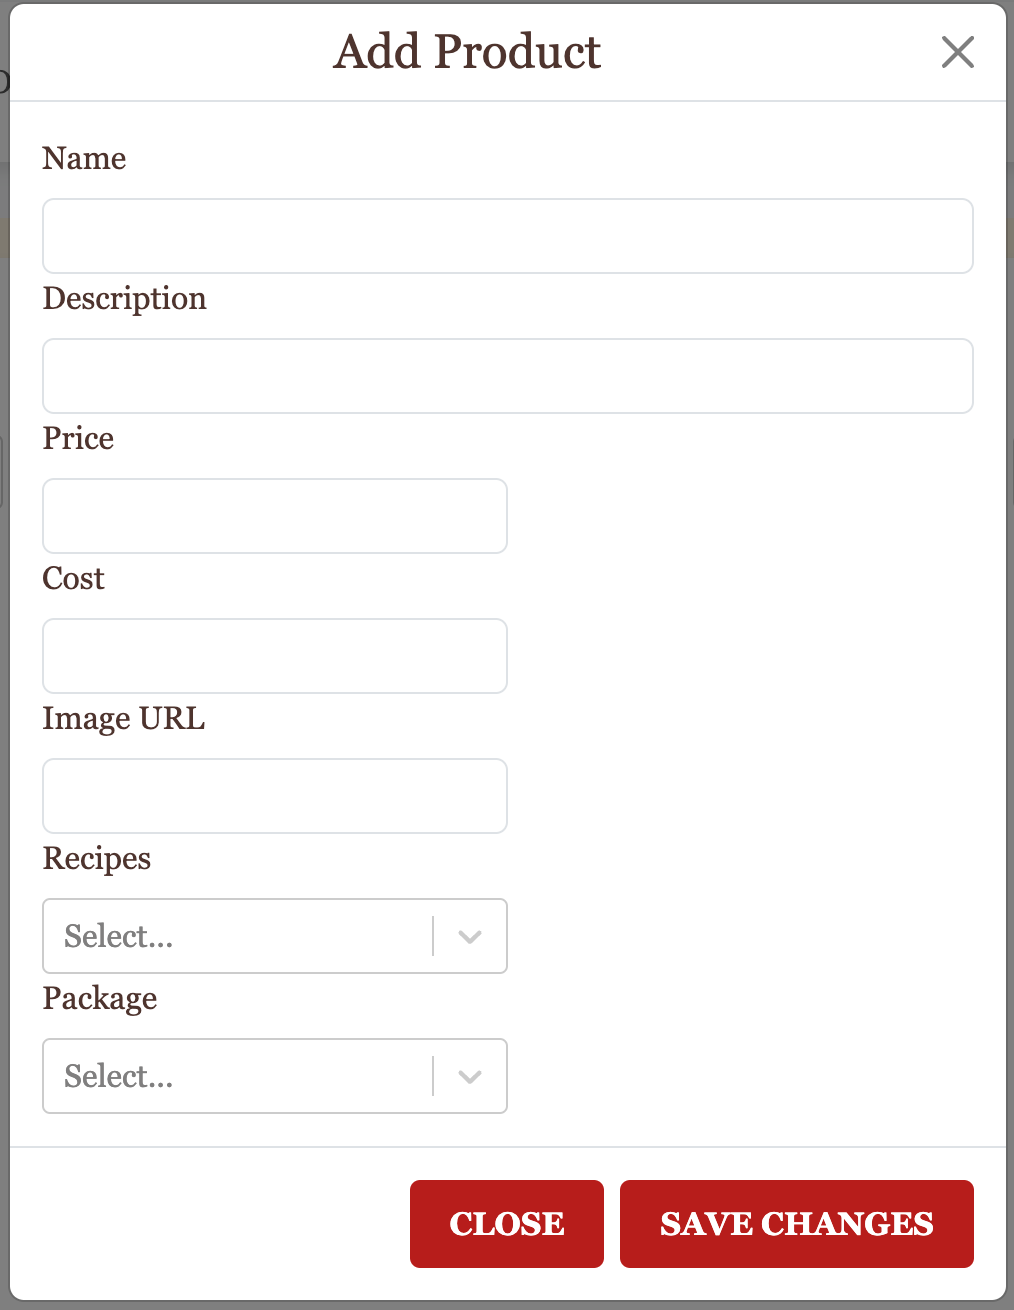 Add Product
Name
Description
Price
Cost
Image URL
Recipes
Select...
Package
Select...
CLOSE SAVE CHANGES